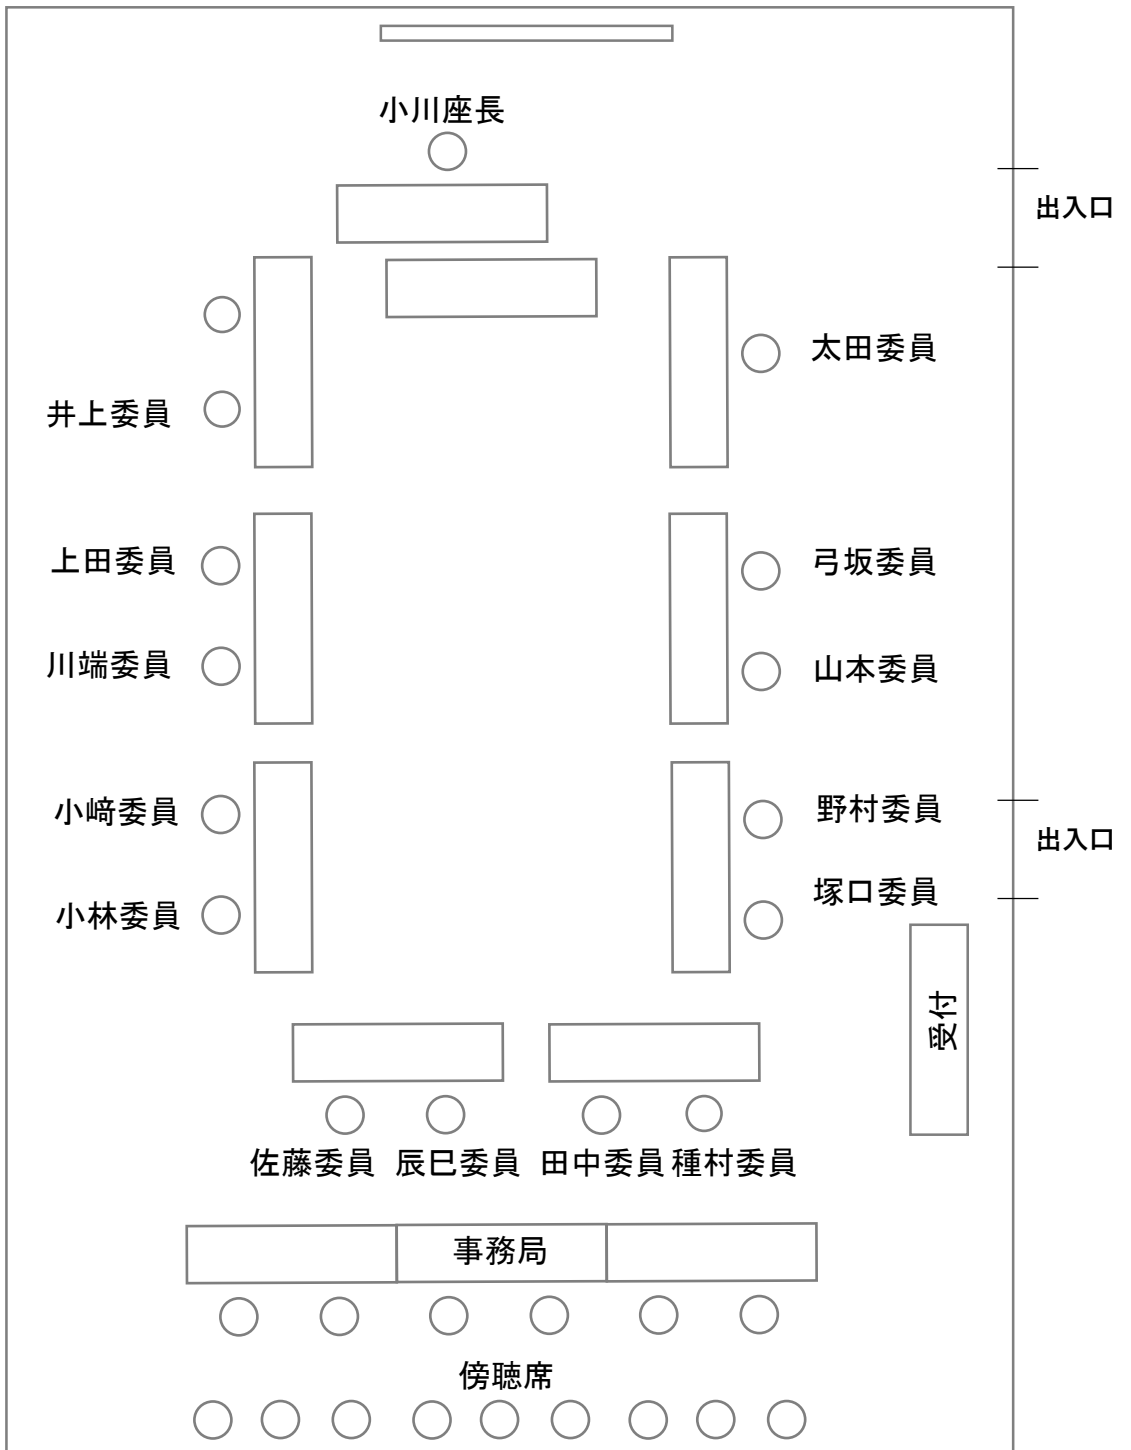 小川座長
出入口
太田委員
井上委員
上田委員
弓坂委員
川端委員
山本委員
小﨑委員
野村委員
出入口
小林委員
塚口委員
受付
佐藤委員
辰巳委員
田中委員
種村委員
事務局
傍聴席